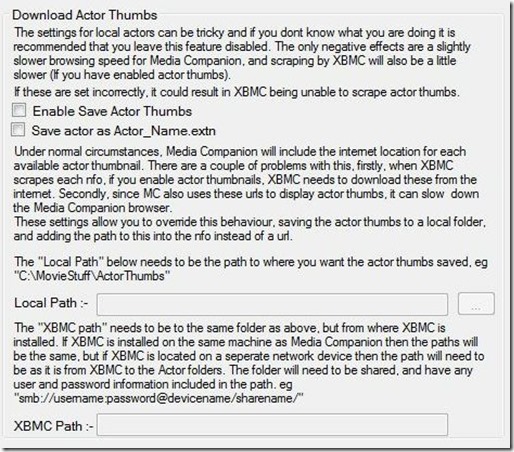 Download Actor Thumbs
The settings for local actors can be tricky and if you dont know what you are doing it is
recommended that you leave this feature disabled. The only negative effects are a slightly
slower browsing speed for Media Companion, and scraping by XBMC will also be a little
slower (If you have enabled actor thumbs).
If these are set incorrectly, it could result in XBMC being unable to scrape actor thumbs.
Enable Save Actor Thumbs
Save actor as Actor_Name.extn
Under normal circumstances, Media Companion will include the internet location for each
available actor thumbnail. There are a couple of problems with this, firstly, when XBMC
scrapes each nfo, if you enable actor thumbnails, XBMC needs to download these from the
internet. Secondly, since MC also uses these urls to display actor thumbs, it can slow down
the Media Companion browser.
These settings allow you to override this behaviour, saving the actor thumbs to a local folder,
and adding the path to this into the nfo instead of a url.
The "Local Path" below needs to be the path to where you want the actor thumbs saved, eg
"C:\MovieStuff\ActorThumbs"
Local Path :-
...
The "XBMC path" needs to be to the same folder as above, but from where XBMC is
installed. If XBMC is installed on the same machine as Media Companion then the paths will
be the same, but if XBMC is located on a seperate network device then the path will need to
be as it is from XBMC to the Actor folders. The folder will need to be shared, and have any
user and password information included in the path. eg
"smb://username:password@devicename/sharename/"
XBMC Path :-